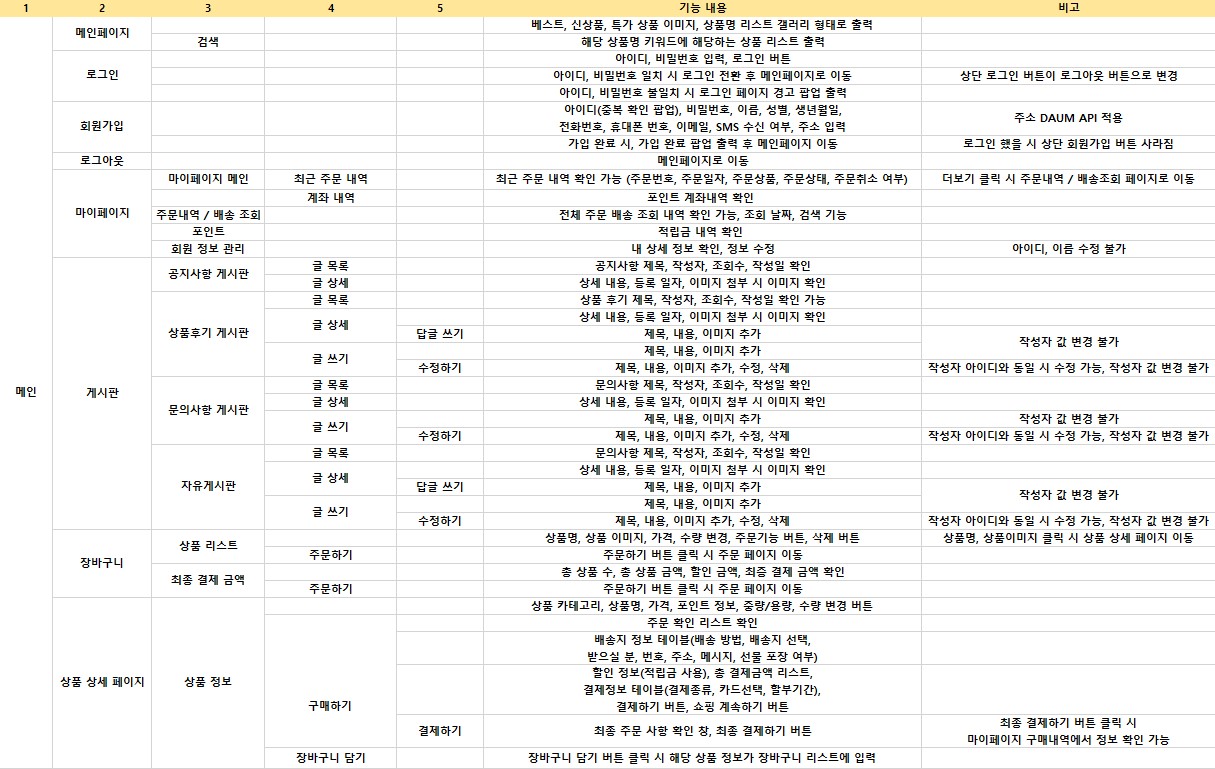 1 2 3 4 5 기능 내용 비고
메인페이지 베스트, 신상품, 특가 상품 이미지, 상품명 리스트 갤러리 형태로 출력
검색 해당 상품명 키워드에 해당하는 상품 리스트 출력
로그인 아이디, 비밀번호 입력, 로그인 버튼
아이디, 비밀번호 일치 시 로그인 전환 후 메인페이지로 이동 상단 로그인 버튼이 로그아웃 버튼으로 변경
아이디, 비밀번호 불일치 시 로그인 페이지 경고 팝업 출력
회원가입 아이디(중복 확인 팝업), 비밀번호, 이름, 성별, 생년월일,
전화번호, 휴대폰 번호, 이메일, SMS 수신 여부, 주소 입력 주소 DAUM API 적용
가입 완료 시, 가입 완료 팝업 출력 후 메인페이지 이동 로그인 했을 시 상단 회원가입 버튼 사라짐
로그아웃 메인페이지로 이동
마이페이지 마이페이지 메인 최근 주문 내역 최근 주문 내역 확인 가능 (주문번호, 주문일자, 주문상품, 주문상태, 주문취소 여부) 더보기 클릭 시 주문내역 / 배송조회 페이지로 이동
계좌 내역 포인트 계좌내역 확인
주문내역 / 배송 조회 전체 주문 배송 조회 내역 확인 가능, 조회 날짜, 검색 기능
포인트 적립금 내역 확인
회원 정보 관리 내 상세 정보 확인, 정보 수정 아이디, 이름 수정 불가
메인 게시판 공지사항 게시판 글 목록 공지사항 제목, 작성자, 조회수, 작성일 확인
글 상세 상세 내용, 등록 일자, 이미지 첨부 시 이미지 확인
상품후기 게시판 글 목록 상품 후기 제목, 작성자, 조회수, 작성일 확인 가능
글 상세 상세 내용, 등록 일자, 이미지 첨부 시 이미지 확인
답글 쓰기 제목, 내용, 이미지 추가 작성자 값 변경 불가
글 쓰기 제목, 내용, 이미지 추가
수정하기 제목, 내용, 이미지 추가, 수정, 삭제 작성자 아이디와 동일 시 수정 가능, 작성자 값 변경 불가
문의사항 게시판 글 목록 문의사항 제목, 작성자, 조회수, 작성일 확인
글 상세 상세 내용, 등록 일자, 이미지 첨부 시 이미지 확인
글 쓰기 제목, 내용, 이미지 추가 작성자 값 변경 불가
수정하기 제목, 내용, 이미지 추가, 수정, 삭제 작성자 아이디와 동일 시 수정 가능, 작성자 값 변경 불가
자유게시판 글 목록 문의사항 제목, 작성자, 조회수, 작성일 확인
글 상세 상세 내용, 등록 일자, 이미지 첨부 시 이미지 확인
답글 쓰기 제목, 내용, 이미지 추가 작성자 값 변경 불가
글 쓰기 제목, 내용, 이미지 추가
수정하기 제목, 내용, 이미지 추가, 수정, 삭제 작성자 아이디와 동일 시 수정 가능, 작성자 값 변경 불가
장바구니 상품 리스트 상품명, 상품 이미지, 가격, 수량 변경, 주문기능 버튼, 삭제 버튼 상품명, 상품이미지 클릭 시 상품 상세 페이지 이동
주문하기 주문하기 버튼 클릭 시 주문 페이지 이동
최종 결제 금액 총 상품 수, 총 상품 금액, 할인 금액, 최증 결제 금액 확인
주문하기 주문하기 버튼 클릭 시 주문 페이지 이동
상품 상세 페이지 상품 정보 상품 카테고리, 상품명, 가격, 포인트 정보, 중량/용량, 수량 변경 버튼
구매하기 주문 확인 리스트 확인
배송지 정보 테이블(배송 방법, 배송지 선택,
받으실 분, 번호, 주소, 메시지, 선물 포장 여부)
할인 정보(적립금 사용), 총 결제금액 리스트,
결제정보 테이블(결제종류, 카드선택, 할부기간),
결제하기 버튼, 쇼핑 계속하기 버튼
결제하기 최종 주문 사항 확인 창, 최종 결제하기 버튼 최종 결제하기 버튼 클릭 시
마이페이지 구매내역에서 정보 확인 가능
장바구니 담기 장바구니 담기 버튼 클릭 시 해당 상품 정보가 장바구니 리스트에 입력